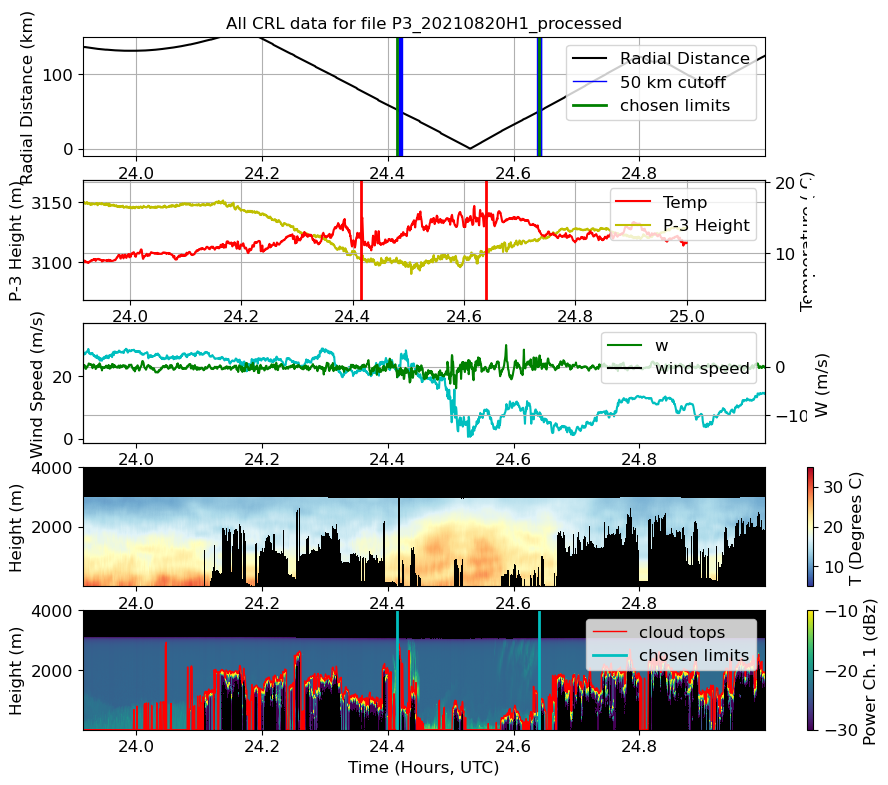 All CRL data for file P3_20210820H1_processed
Radial Distance (km)
100
0
Radial Distance
50 km cutoff
chosen limits
24.0 24.2 24.4 24.6 24.8
P-3 Height (m)
3150
3100
Temp
P-3 Height
20
10
Temperature ( C)
24.0 24.2 24.4 24.6 24.8 25.0
Wind Speed (m/s)
20
0
w
wind speed
0
−10
W (m/s)
24.0 24.2 24.4 24.6 24.8
Height (m)
4000
2000
30
20
10
T (Degrees C)
24.0 24.2 24.4 24.6 24.8
Height (m)
4000
2000
cloud tops
chosen limits
−10
−20
−30
Power Ch. 1 (dBz)
24.0 24.2 24.4 24.6 24.8
Time (Hours, UTC)